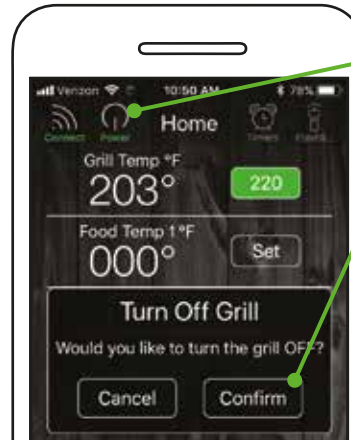 Verizon 10:50 AM 78%
Connect Power Home Timers
Grill Temp °F
203° 220
Food Temp 1°F
000° Set
Turn Off Grill
Would you like to turn the grill OFF?
Cancel Confirm